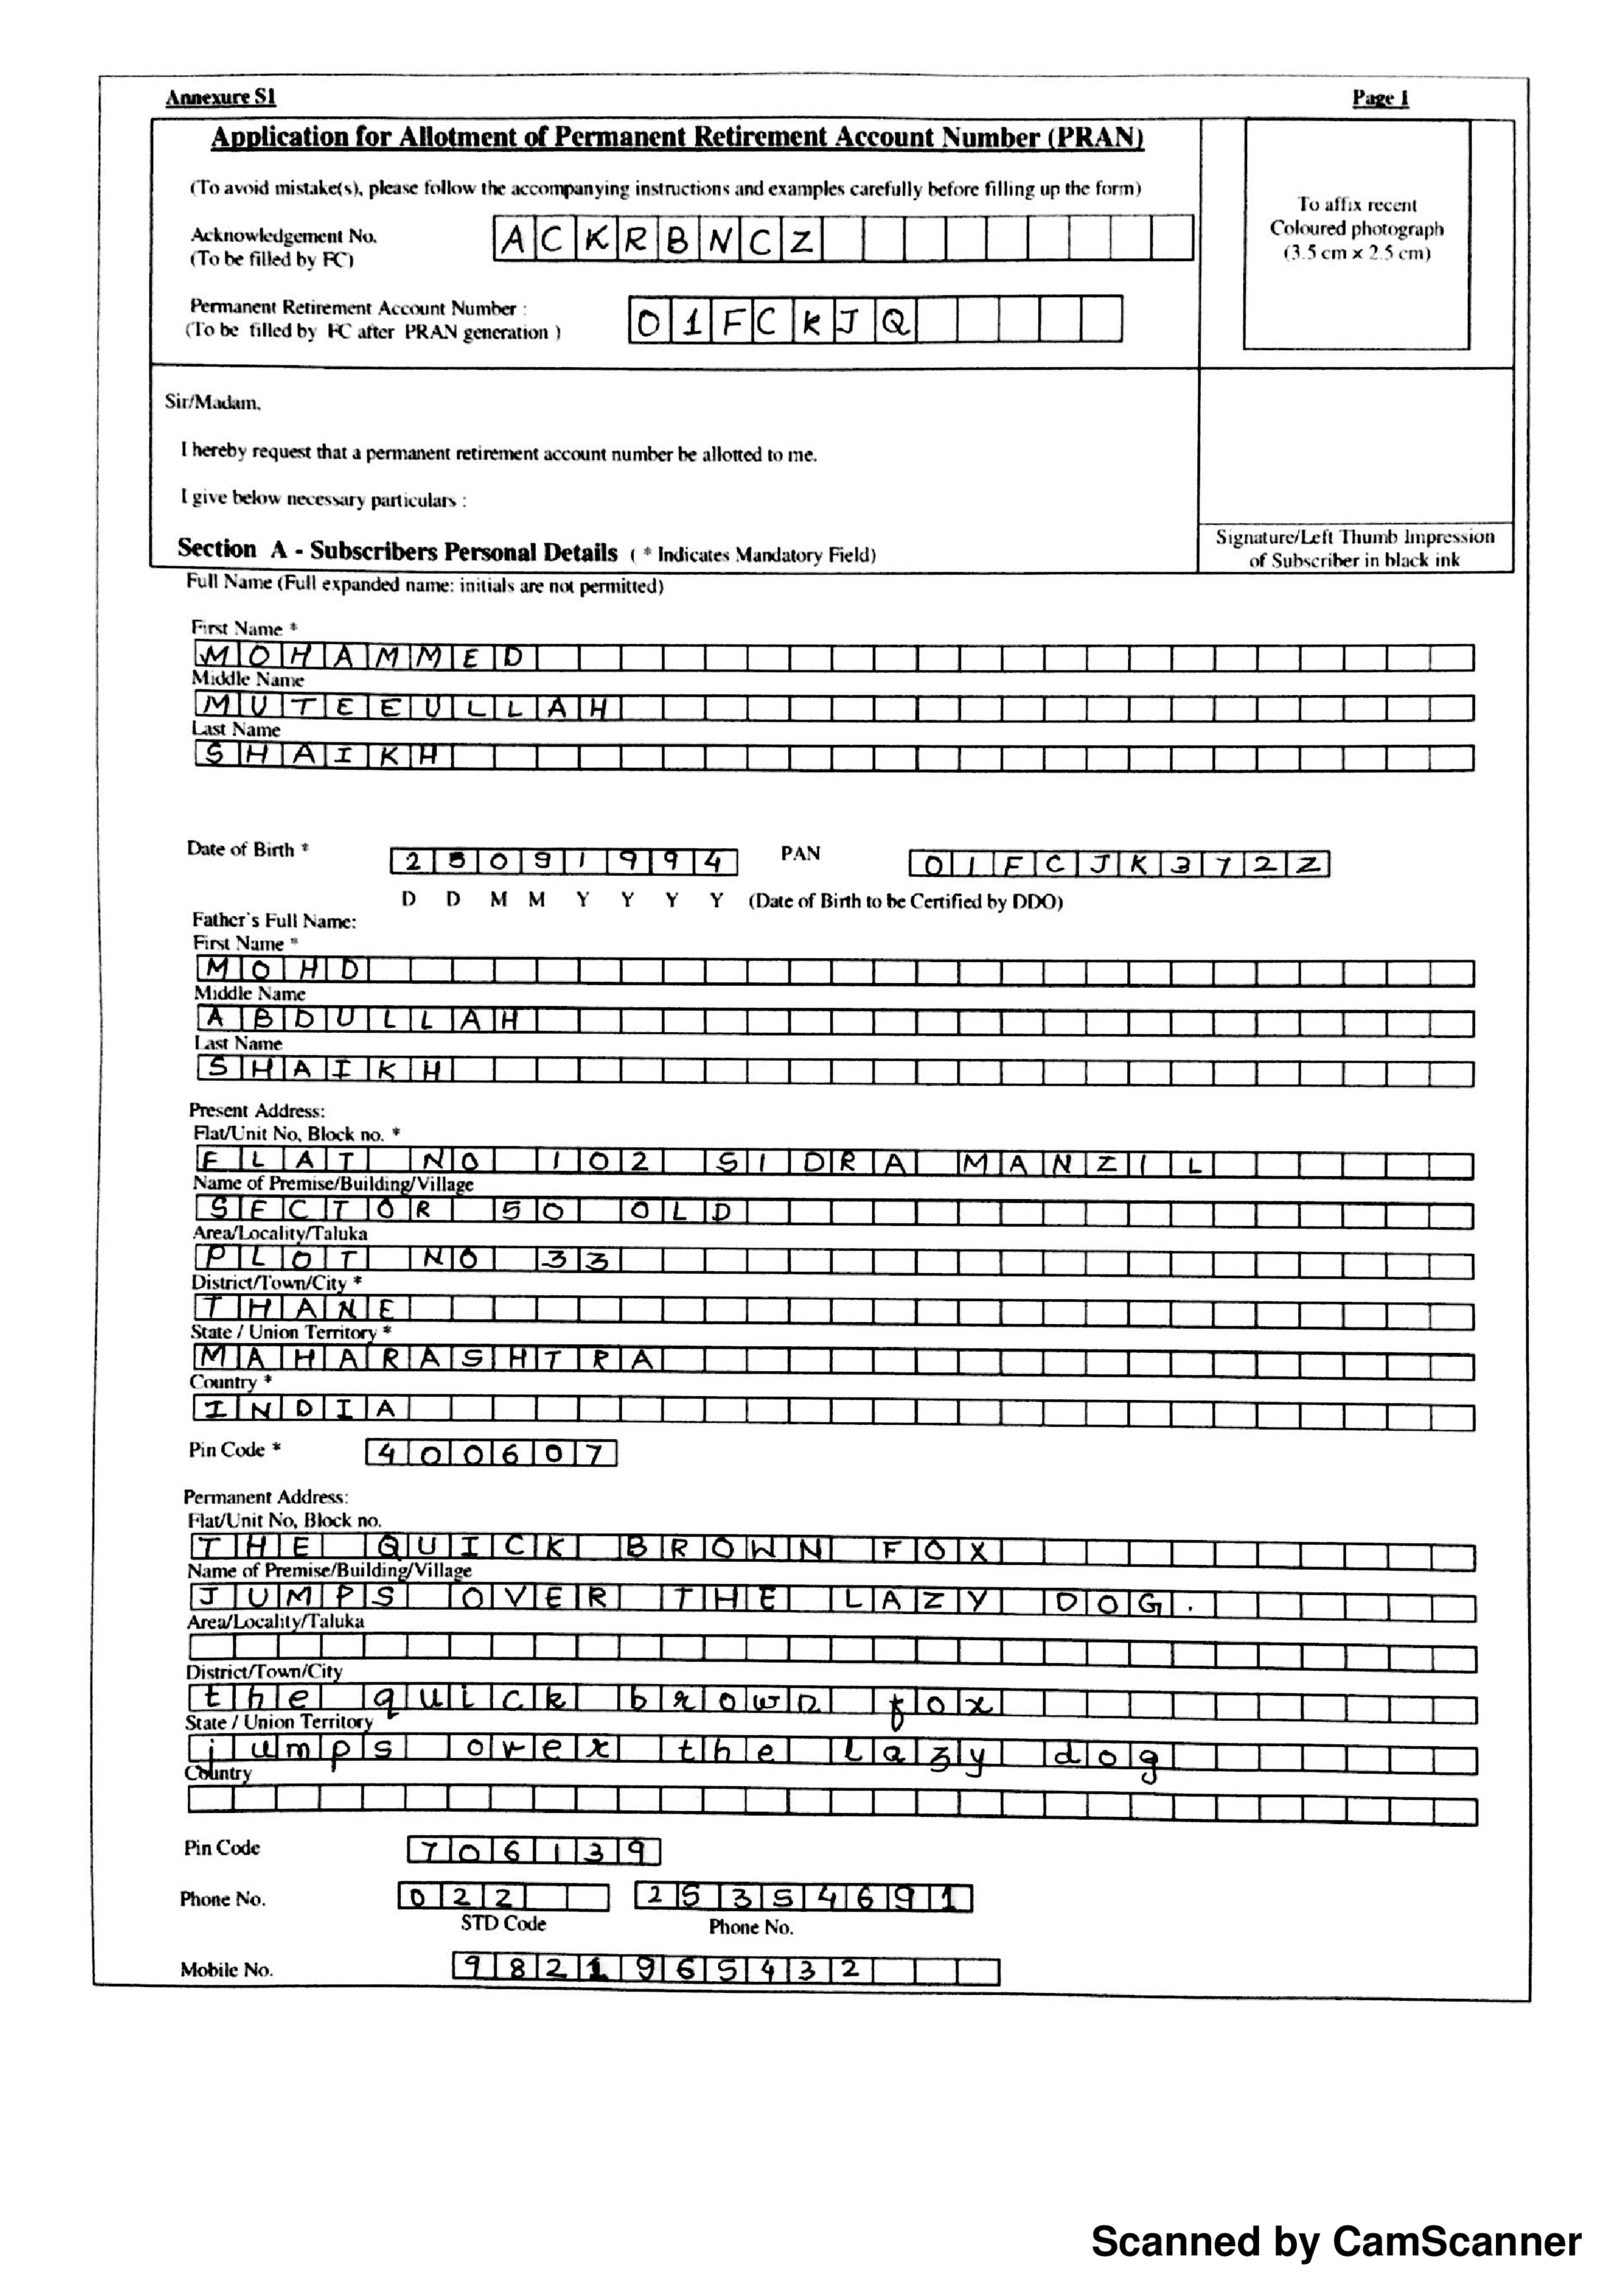 Annexure S1 Page 1
Application for Allotment of Permanent Retirement Account Number (PRAN)
(To avoid mistake(s), please follow the accompanying instructions and examples carefully before filling up the form)
To affix recent
Coloured photograph
(3.5 cm x 2.5 cm)
Acknowledgement No. ACKRBNCZ
(To be filled by FC)
Permanent Retirement Account Number : 01FCKJQ
(To be filled by FC after PRAN generation )
Sir/Madam,
I hereby request that a permanent retirement account number be allotted to me.
I give below necessary particulars :
Signature/Left Thumb Impression
of Subscriber in black ink
Section A - Subscribers Personal Details ( * Indicates Mandatory Field)
Full Name (Full expanded name: initials are not permitted)
First Name *
MOHAMMED
Middle Name
MUTEEULLAH
Last Name
SHAIKH
Date of Birth * 25091994 PAN 01FCJK372Z
D D M M Y Y Y Y (Date of Birth to be Certified by DDO)
Father's Full Name:
First Name *
MOHD
Middle Name
ABDULLAH
Last Name
SHAIKH
Present Address:
Flat/Unit No, Block no. *
FLAT NO 102 SIDRA MANZIL
Name of Premise/Building/Village
SECTOR 50 OLD
Area/Locality/Taluka
PLOT NO 33
District/Town/City *
THANE
State / Union Territory *
MAHARASHTRA
Country *
INDIA
Pin Code * 400607
Permanent Address:
Flat/Unit No, Block no.
THE QUICK BROWN FOX
Name of Premise/Building/Village
JUMPS OVER THE LAZY DOG.
Area/Locality/Taluka
District/Town/City
the quick brown fox
State / Union Territory
jumps over the lazy dog
Country
Pin Code 706139
Phone No. 022 25354691
STD Code Phone No.
Mobile No. 9821965432
Scanned by CamScanner